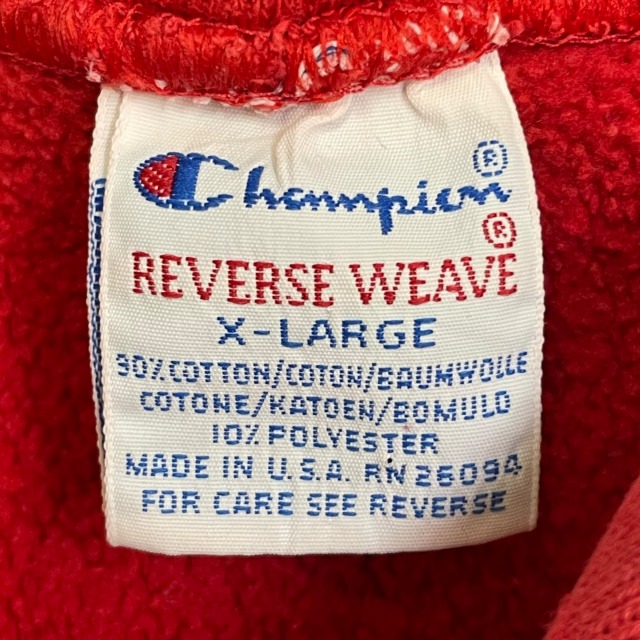 Champion®
REVERSE WEAVE®
X-LARGE
90% COTTON/COTON/BAUMWOLLE
COTONE/KATOEN/BOMULD
10% POLYESTER
MADE IN U.S.A. RN 26094
FOR CARE SEE REVERSE